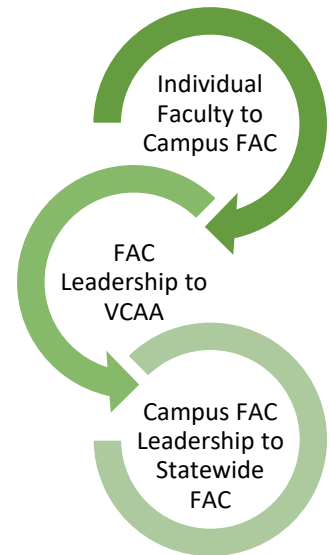 Individual
Faculty to
Campus FAC
FAC
Leadership to
VCAA
Campus FAC
Leadership to
Statewide
FAC